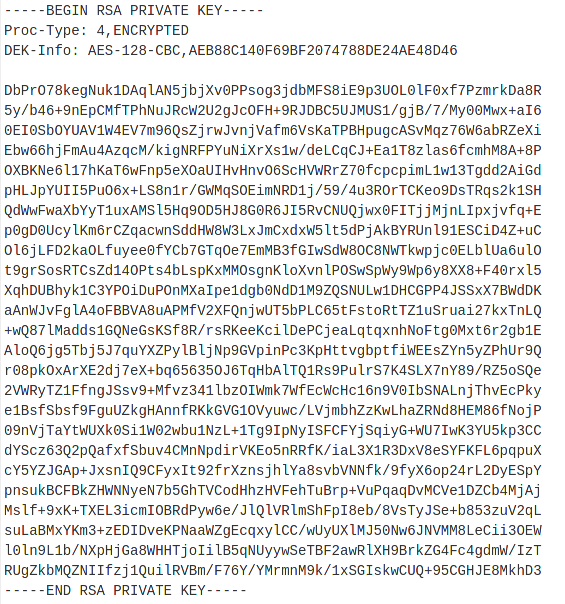 -----BEGIN RSA PRIVATE KEY-----
Proc-Type: 4,ENCRYPTED
DEK-Info: AES-128-CBC,AEB88C140F69BF2074788DE24AE48D46

DbPrO78kegNuk1DAqlAN5jbjXv0PPsog3jdbMFS8iE9p3UOL0lF0xf7PzmrkDa8R
5y/b46+9nEpCMfTPhNuJRcW2U2gJcOFH+9RJDBC5UJMUS1/gjB/7/My00Mwx+aI6
0EI0SbOYUAV1W4EV7m96QsZjrwJvnjVafm6VsKaTPBHpugcASvMqz76W6abRZeXi
Ebw66hjFmAu4AzqcM/kigNRFPYuNiXrXs1w/deLCqCJ+Ea1T8zlas6fcmhM8A+8P
OXBKNe6l17hKaT6wFnp5eXOaUIHvHnvO6ScHVWRrZ70fcpcpimL1w13Tgdd2AiGd
pHLJpYUII5PuO6x+LS8n1r/GWMqSOEimNRD1j/59/4u3ROrTCKeo9DsTRqs2k1SH
QdWwFwaXbYyT1uxAMSl5Hq9OD5HJ8G0R6JI5RvCNUQjwx0FITjjMjnLIpxjvfq+E
p0gD0UcylKm6rCZqacwnSddHW8W3LxJmCxdxW5lt5dPjAkBYRUnl91ESCiD4Z+uC
Ol6jLFD2kaOLfuyee0fYCb7GTqOe7EmMB3fGIwSdW8OC8NWTkwpjc0ELblUa6ulO
t9grSosRTCsZd14OPts4bLspKxMMOsgnKloXvnlPOSwSpWy9Wp6y8XX8+F40rxl5
XqhDUBhyk1C3YPOiDuPOnMXaIpe1dgb0NdD1M9ZQSNULw1DHCGPP4JSSxX7BWdDK
aAnWJvFglA4oFBBVA8uAPMfV2XFQnjwUT5bPLC65tFstoRtTZ1uSruai27kxTnLQ
+wQ87lMadds1GQNeGsKSf8R/rsRKeeKcilDePCjeaLqtqxnhNoFtg0Mxt6r2gb1E
AloQ6jg5Tbj5J7quYXZPylBljNp9GVpinPc3KpHttvgbptfiWEEsZYn5yZPhUr9Q
r08pkOxArXE2dj7eX+bq65635OJ6TqHbAlTQ1Rs9PulrS7K4SLX7nY89/RZ5oSQe
2VWRyTZ1FfngJSsv9+Mfvz341lbzOIWmk7WfEcWcHc16n9V0IbSNALnjThvEcPky
e1BsfSbsf9FguUZkgHAnnfRKkGVG1OVyuwc/LVjmbhZzKwLhaZRNd8HEM86fNojP
09nVjTaYtWUXk0Si1W02wbu1NzL+1Tg9IpNyISFCFYjSqiyG+WU7IwK3YU5kp3CC
dYScz63Q2pQafxfSbuv4CMnNpdirVKEo5nRRfK/iaL3X1R3DxV8eSYFKFL6pqpuX
cY5YZJGAp+JxsnIQ9CFyxIt92frXznsjhlYa8svbVNNfk/9fyX6op24rL2DyESpY
pnsukBCFBkZHWNNyeN7b5GhTVCodHhzHVFehTuBrp+VuPqaqDvMCVe1DZCb4MjAj
Mslf+9xK+TXEL3icmIOBRdPyw6e/JlQlVRlmShFpI8eb/8VsTyJSe+b853zuV2qL
suLaBMxYKm3+zEDIDveKPNaaWZgEcqxylCC/wUyUXlMJ50Nw6JNVMM8LeCii3OEW
l0ln9L1b/NXpHjGa8WHHTjoIilB5qNUyywSeTBF2awRlXH9BrkZG4Fc4gdmW/IzT
RUgZkbMQZNIIfzj1QuilRVBm/F76Y/YMrmnM9k/1xSGIskwCUQ+95CGHJE8MkhD3
-----END RSA PRIVATE KEY-----